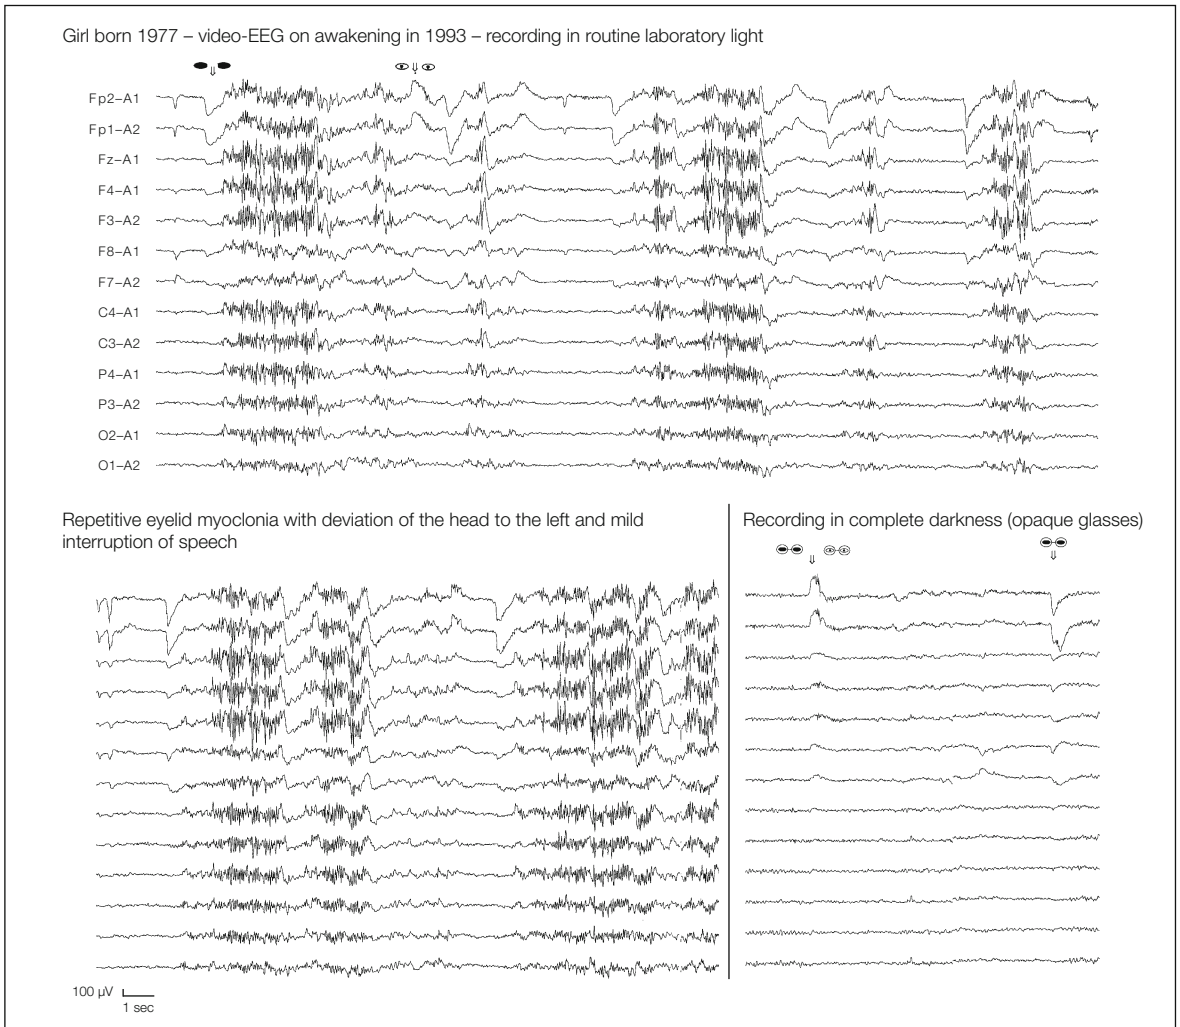 Girl born 1977 – video-EEG on awakening in 1993 – recording in routine laboratory light
Fp2–A1
Fp1–A2
Fz–A1
F4–A1
F3–A2
F8–A1
F7–A2
C4–A1
C3–A2
P4–A1
P3–A2
O2–A1
O1–A2
Repetitive eyelid myoclonia with deviation of the head to the left and mild
interruption of speech
Recording in complete darkness (opaque glasses)
100 µV
1 sec